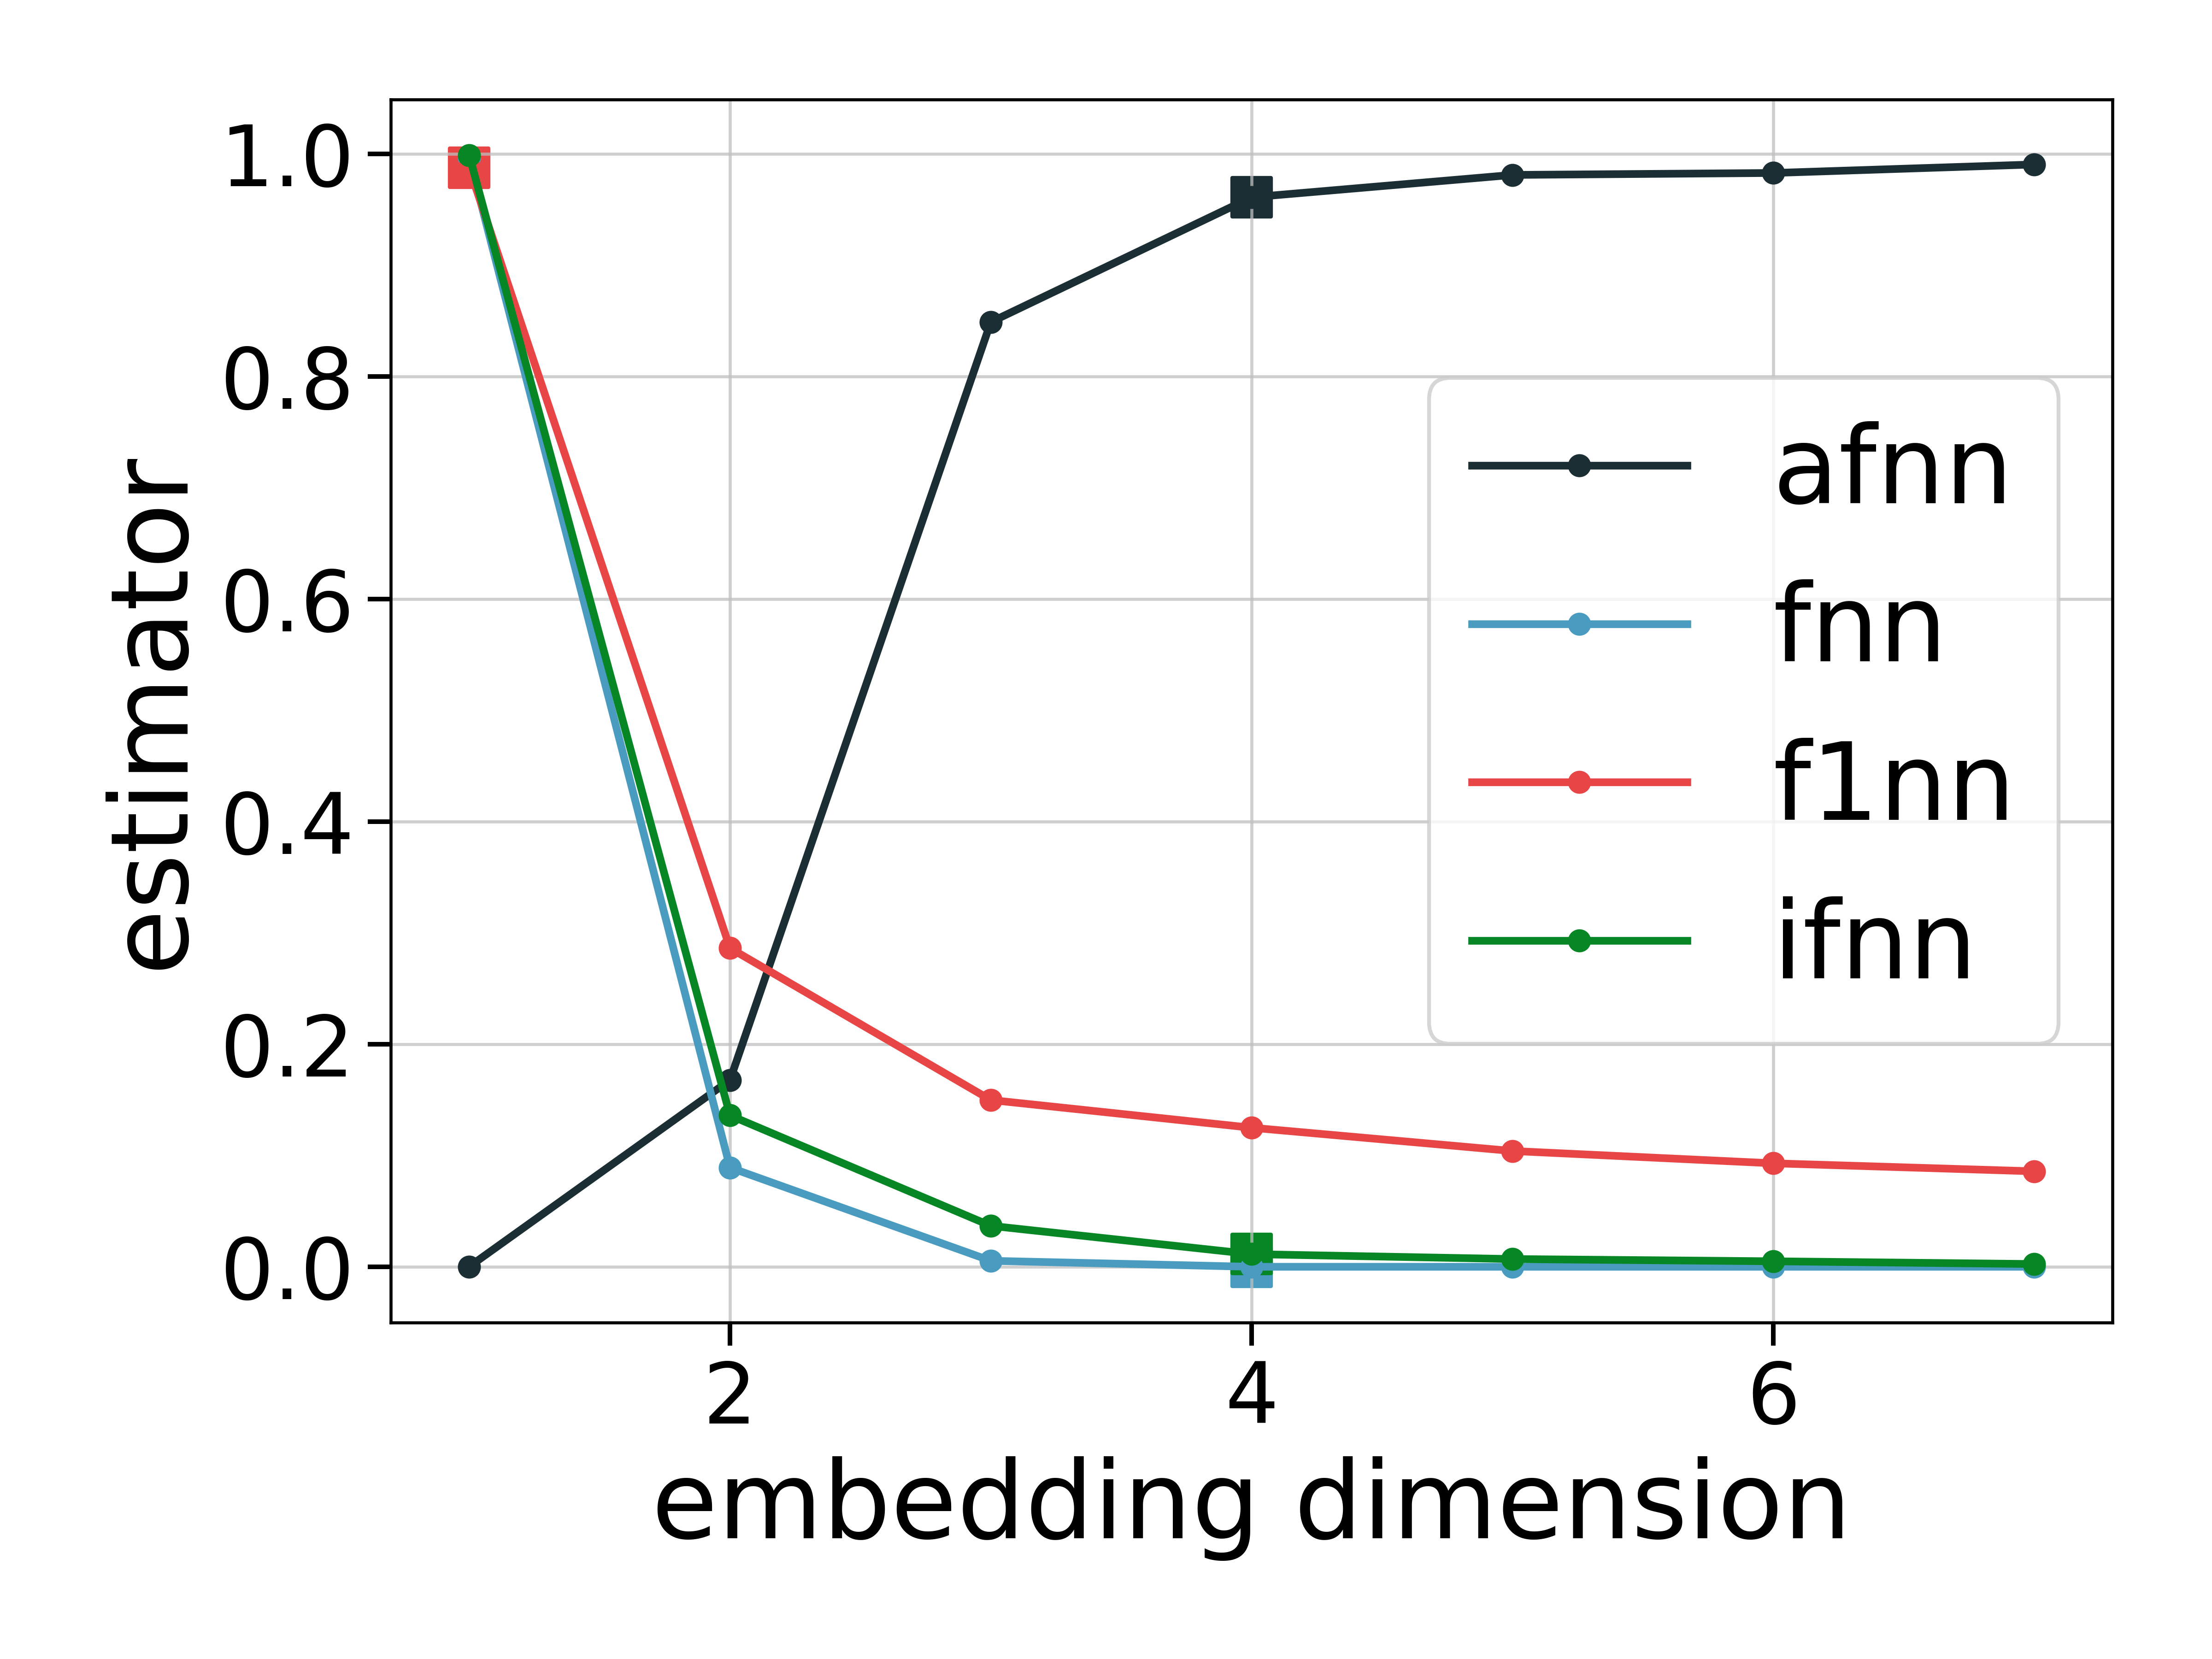 estimator
1.0
0.8
0.6
0.4
0.2
0.0
afnn
fnn
f1nn
ifnn
2 4 6
embedding dimension